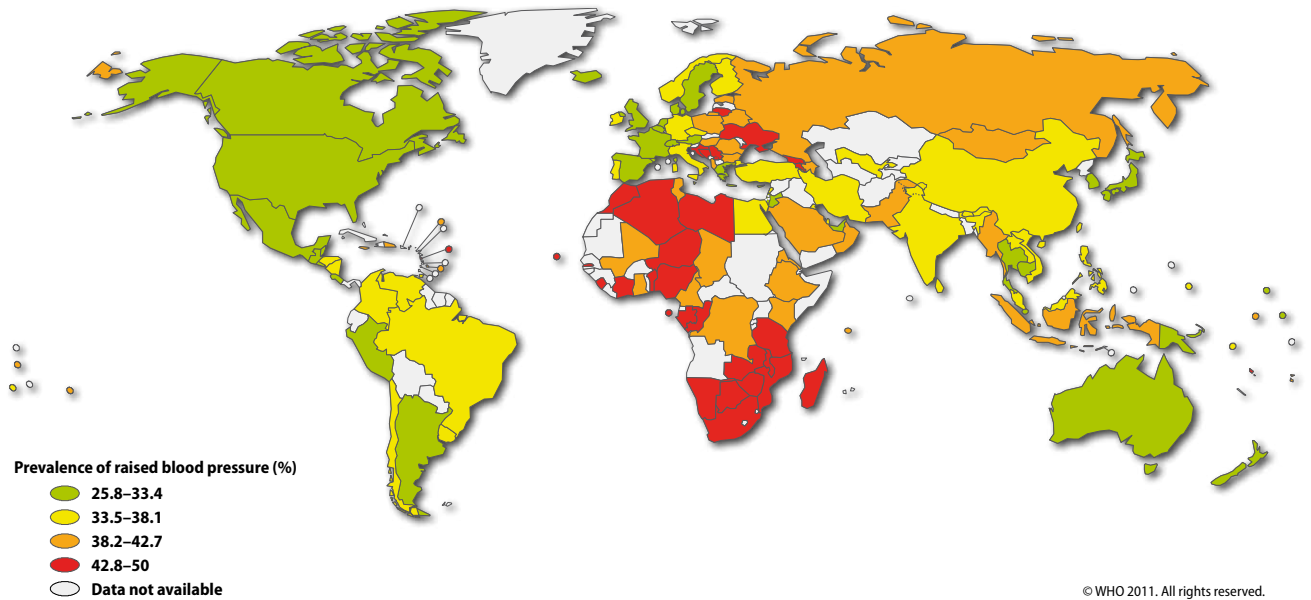 Prevalence of raised blood pressure (%)
25.8–33.4
33.5–38.1
38.2–42.7
42.8–50
Data not available
© WHO 2011. All rights reserved.